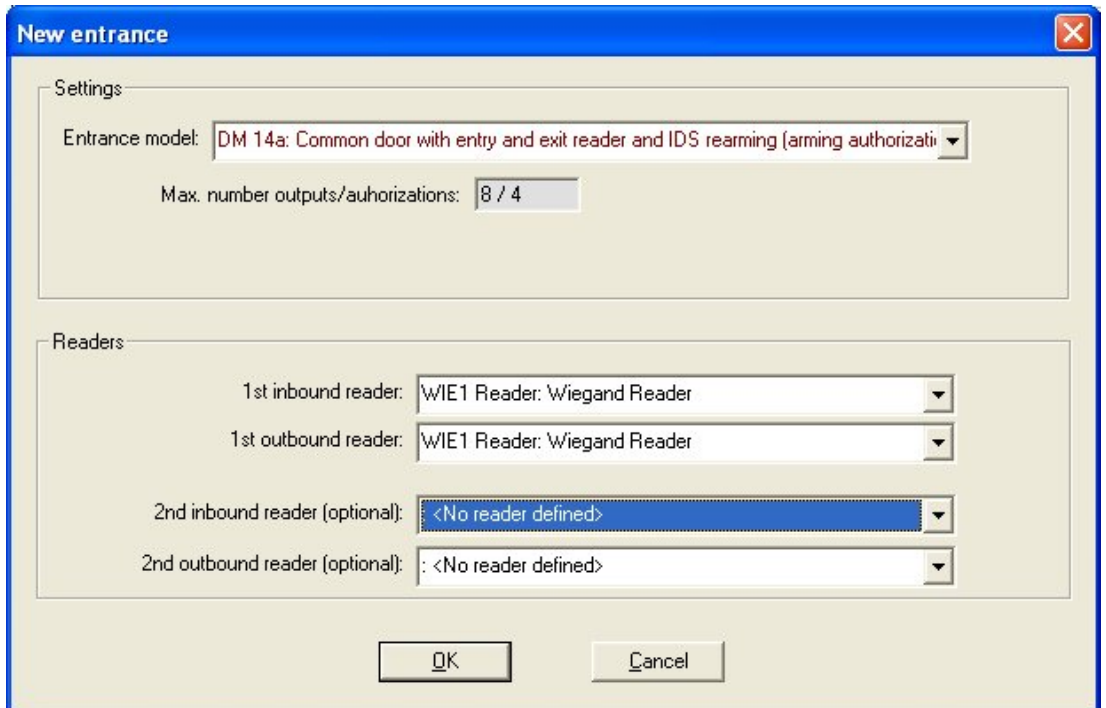 New entrance
Settings
Entrance model: DM 14a: Common door with entry and exit reader and IDS rearming (arming authorizati
Max. number outputs/auhorizations: 8 / 4
Readers
1st inbound reader: WIE1 Reader: Wiegand Reader
1st outbound reader: WIE1 Reader: Wiegand Reader
2nd inbound reader (optional): : <No reader defined>
2nd outbound reader (optional): : <No reader defined>
OK Cancel